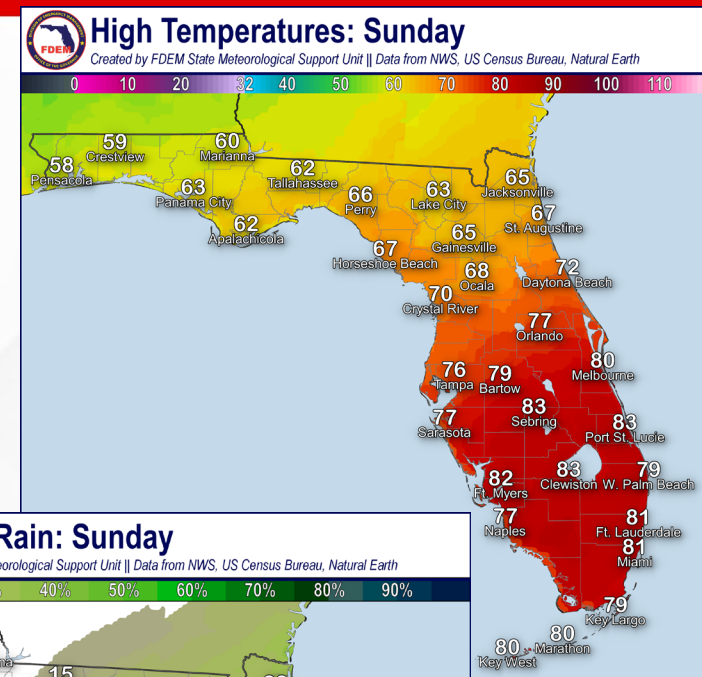 FDEM
High Temperatures: Sunday
Created by FDEM State Meteorological Support Unit || Data from NWS, US Census Bureau, Natural Earth
0 10 20 32 40 50 60 70 80 90 100 110
59
Crestview
60
Marianna
58
Pensacola
62
Tallahassee
63
Panama City
66
Perry
63
Lake City
65
Jacksonville
62
Apalachicola
67
St. Augustine
65
Gainesville
67
Horseshoe Beach
68
Ocala
72
Daytona Beach
70
Crystal River
77
Orlando
80
Melbourne
76
Tampa
79
Bartow
77
Sarasota
83
Sebring
83
Port St. Lucie
82
Ft. Myers
83
Clewiston
79
W. Palm Beach
77
Naples
81
Ft. Lauderdale
81
Miami
79
Key Largo
80
Marathon
80
Key West
Rain: Sunday
orological Support Unit || Data from NWS, US Census Bureau, Natural Earth
% 40% 50% 60% 70% 80% 90%
na
15